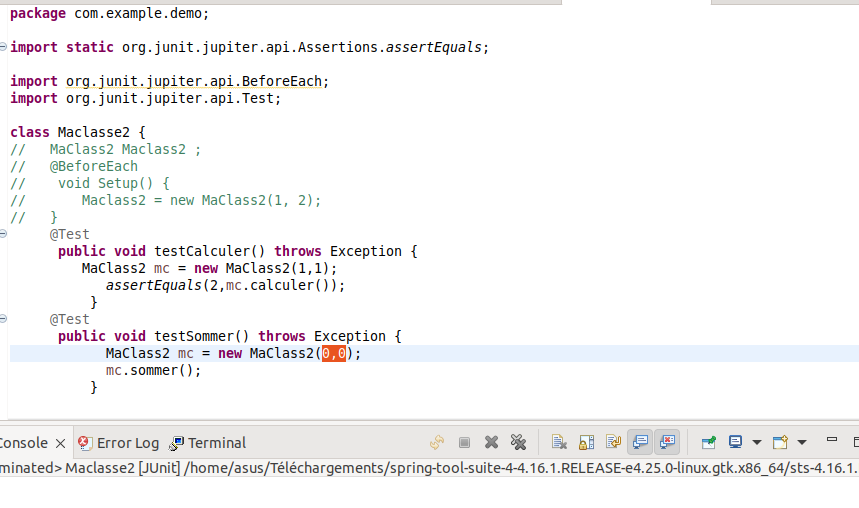 package com.example.demo;
import static org.junit.jupiter.api.Assertions.assertEquals;
import org.junit.jupiter.api.BeforeEach;
import org.junit.jupiter.api.Test;
class Maclasse2 {
//   MaClass2 Maclass2 ;
//   @BeforeEach
//    void Setup() {
//       Maclass2 = new MaClass2(1, 2);
//   }
@Test
public void testCalculer() throws Exception {
MaClass2 mc = new MaClass2(1,1);
assertEquals(2,mc.calculer());
}
@Test
public void testSommer() throws Exception {
MaClass2 mc = new MaClass2(0,0);
mc.sommer();
}
Console Error Log Terminal
minated> Maclasse2 [JUnit] /home/asus/Téléchargements/spring-tool-suite-4-4.16.1.RELEASE-e4.25.0-linux.gtk.x86_64/sts-4.16.1.